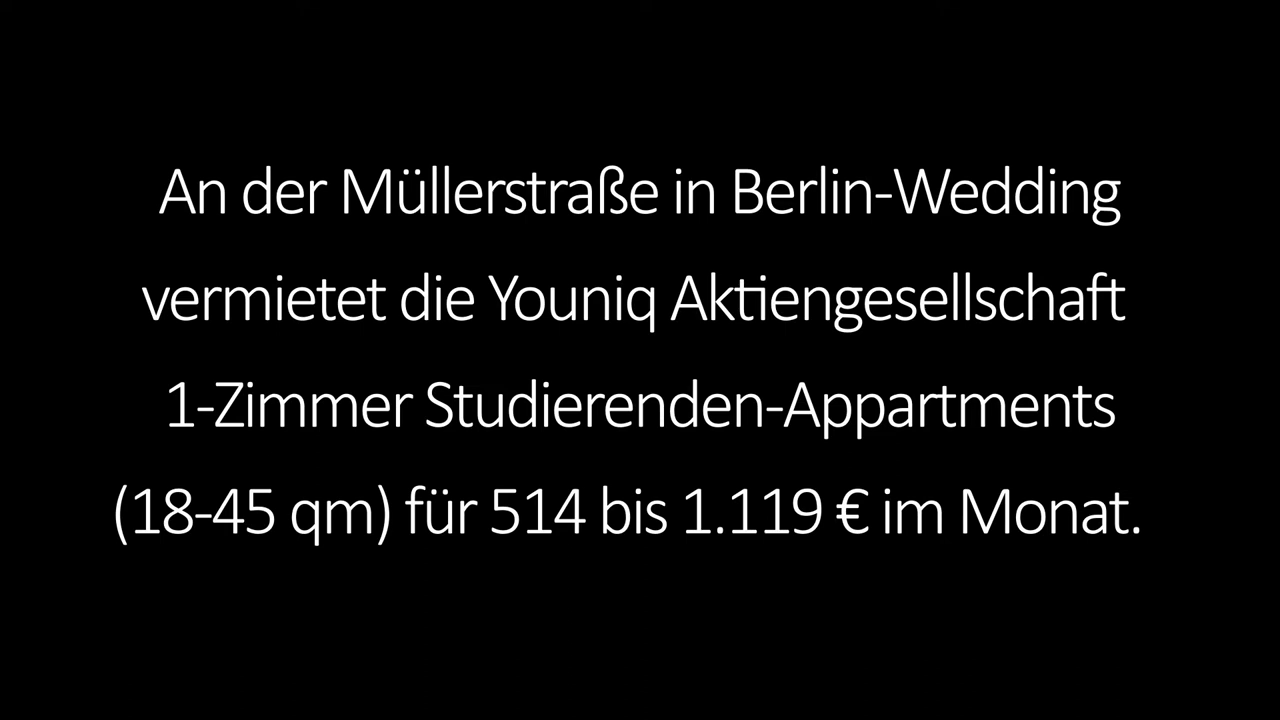 An der Müllerstraße in Berlin-Wedding
vermietet die Youniq Aktiengesellschaft
1-Zimmer Studierenden-Appartments
(18-45 qm) für 514 bis 1.119 € im Monat.